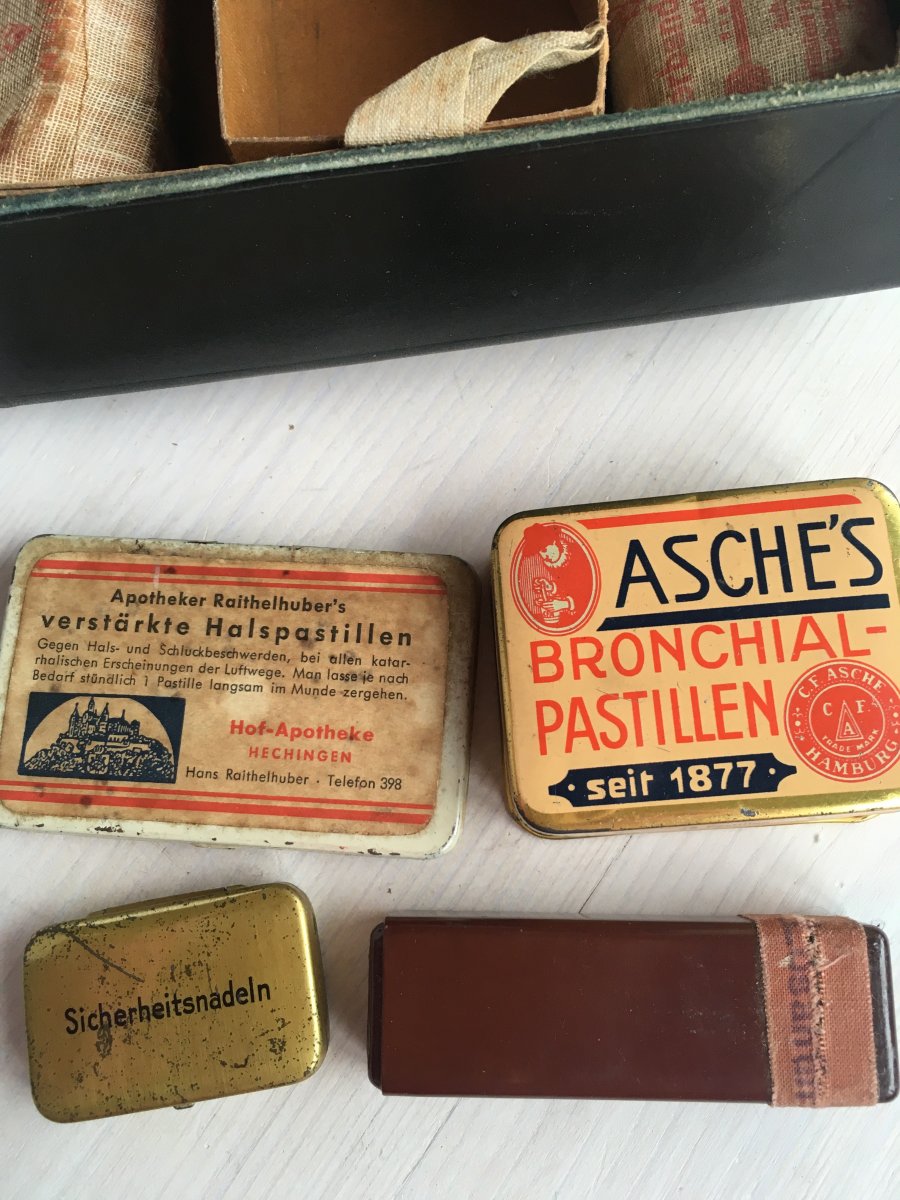 Apotheker Raithelhuber's
verstärkte Halspastillen
Gegen Hals- und Schluckbeschwerden, bei allen katar-
rhalischen Erscheinungen der Luftwege. Man lasse je nach
Bedarf stündlich 1 Pastille langsam im Munde zergehen.
Hof-Apotheke
HECHINGEN
Hans Raithelhuber · Telefon 398
ASCHE'S
BRONCHIAL-
PASTILLEN
· seit 1877 ·
C. F. ASCHE
C F.
A
TRADE MARK
HAMBURG
Sicherheitsnadeln